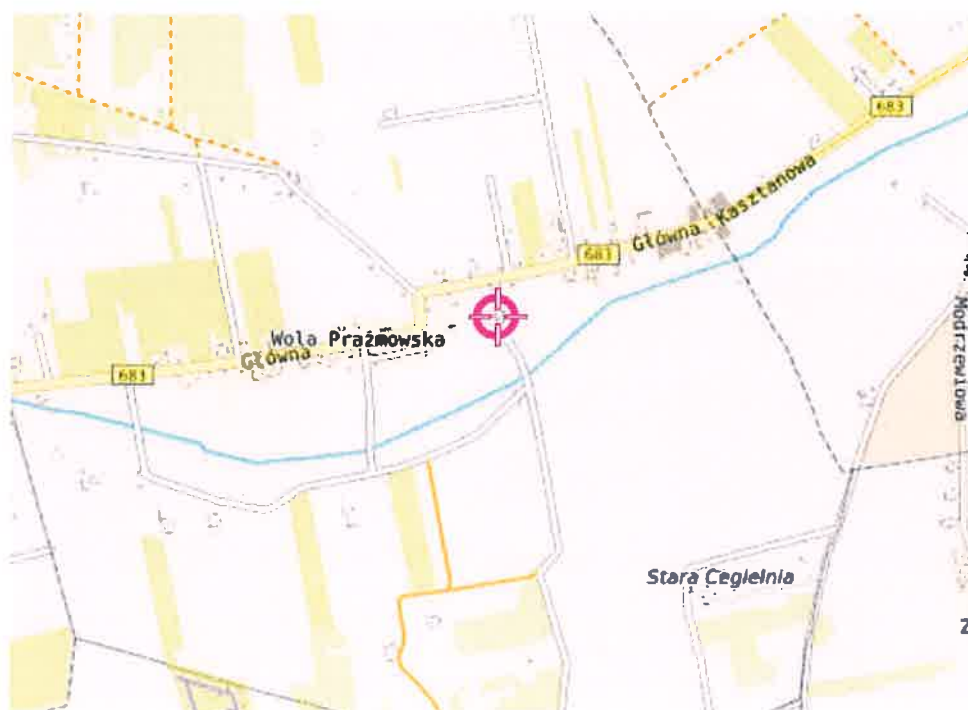 683
Główna
Kasztanowa
683
Wola Prażmowska
Główna
683
Modrzewiowa
Stara Cegielnia
Z